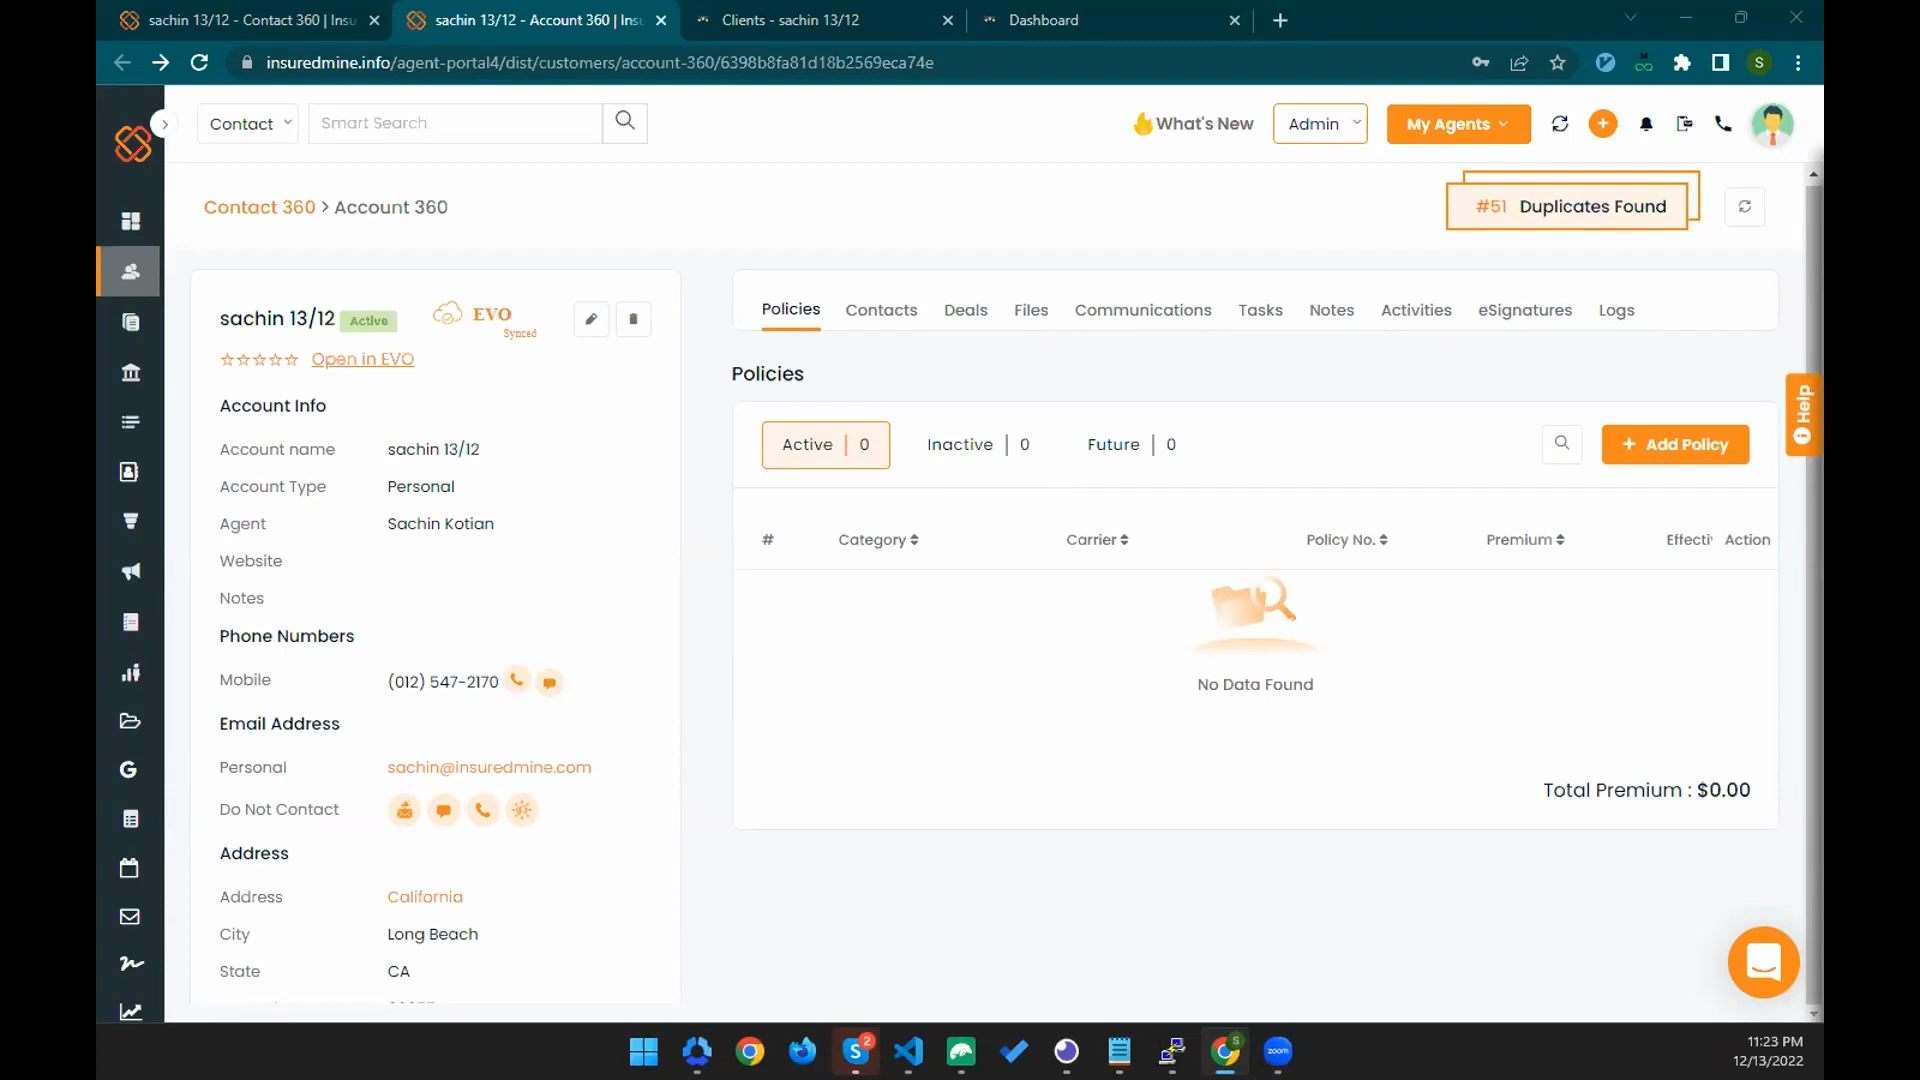 sachin 13/12 - Contact 360 | Insu
sachin 13/12 - Account 360 | Ins
Clients - sachin 13/12
Dashboard
insuredmine.info/agent-portal4/dist/customers/account-360/6398b8fa81d18b2569eca74e
S
Contact
Smart Search
What's New
Admin
My Agents
Contact 360 > Account 360
#51 Duplicates Found
sachin 13/12
Active
EVO
Synced
Open in EVO
Account Info
Account name sachin 13/12
Account Type Personal
Agent Sachin Kotian
Website
Notes
Phone Numbers
Mobile (012) 547-2170
Email Address
Personal sachin@insuredmine.com
Do Not Contact
Address
Address California
City Long Beach
State CA
Policies
Contacts
Deals
Files
Communications
Tasks
Notes
Activities
eSignatures
Logs
Policies
Active | 0
Inactive | 0
Future | 0
+ Add Policy
# Category Carrier Policy No. Premium Effecti Action
No Data Found
Total Premium : $0.00
Help
G
2
S
zoom
11:23 PM
12/13/2022